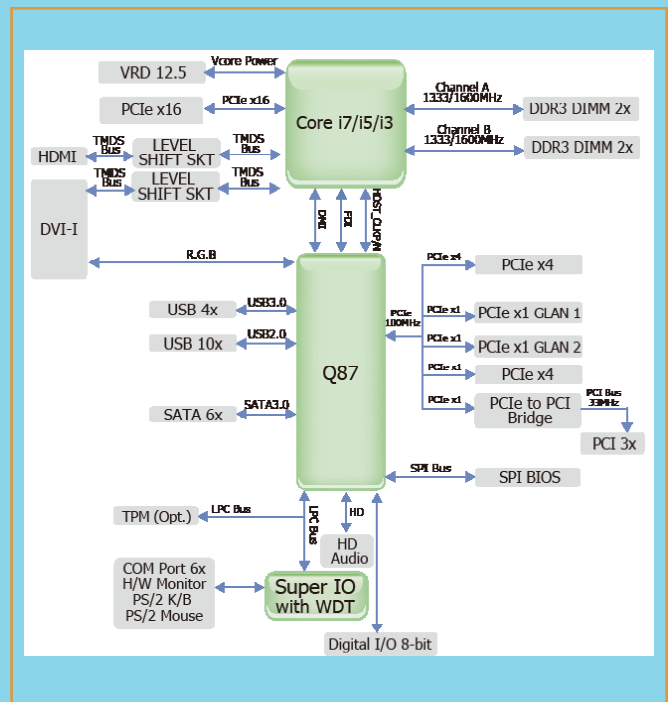 VRD 12.5
Vcore Power
PCIe x16
PCIe x16
Core i7/i5/i3
Channel A
1333/1600MHz
DDR3 DIMM 2x
Channel B
1333/1600MHz
DDR3 DIMM 2x
HDMI
TMDS
Bus
LEVEL
SHIFT SKT
TMDS
Bus
TMDS
Bus
LEVEL
SHIFT SKT
TMDS
Bus
DVI-I
R.G.B
DMI
FDI
HOST_CLKP/N
USB 4x
USB3.0
USB 10x
USB2.0
SATA 6x
SATA3.0
Q87
PCIe
100MHz
PCIe x4
PCIe x4
PCIe x1
PCIe x1 GLAN 1
PCIe x1
PCIe x1 GLAN 2
PCIe x1
PCIe x4
PCIe x1
PCIe to PCI
Bridge
PCI Bus
33MHz
PCI 3x
SPI Bus
SPI BIOS
TPM (Opt.)
LPC Bus
LPC Bus
HD
HD
Audio
COM Port 6x
H/W Monitor
PS/2 K/B
PS/2 Mouse
Super IO
with WDT
Digital I/O 8-bit